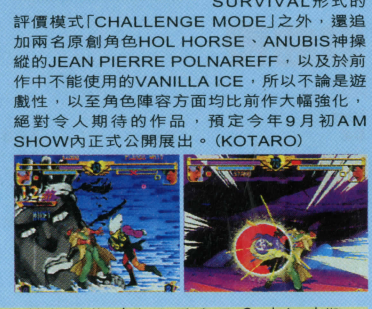 SURVIVAL形式的
評價模式「CHALLENGE MODE」之外，還追
加兩名原創角色HOL HORSE、ANUBIS神操
縱的JEAN PIERRE POLNAREFF，以及於前
作中不能使用的VANILLA ICE，所以不論是遊
戲性，以至角色陣容方面均比前作大幅強化，
絕對令人期待的作品，預定今年9月初AM
SHOW內正式公開展出。(KOTARO)